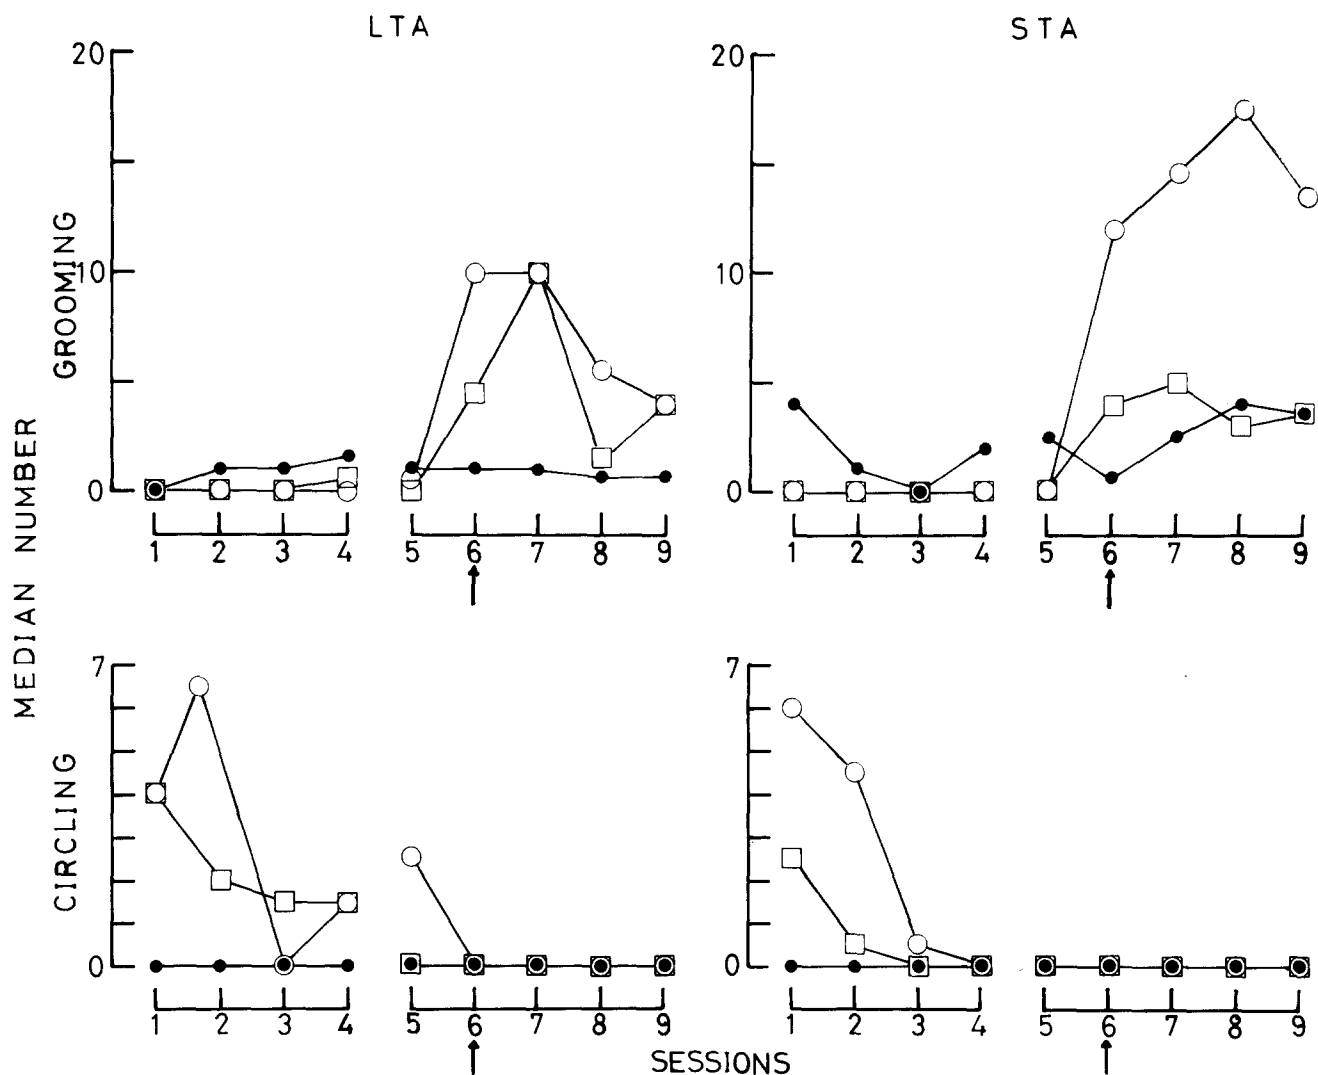 LTA STA
20 20
GROOMING
10 10
0 0
1 2 3 4 5 6 7 8 9 1 2 3 4 5 6 7 8 9
MEDIAN NUMBER
7 7
CIRCLING
0 0
1 2 3 4 5 6 7 8 9 1 2 3 4 5 6 7 8 9
SESSIONS